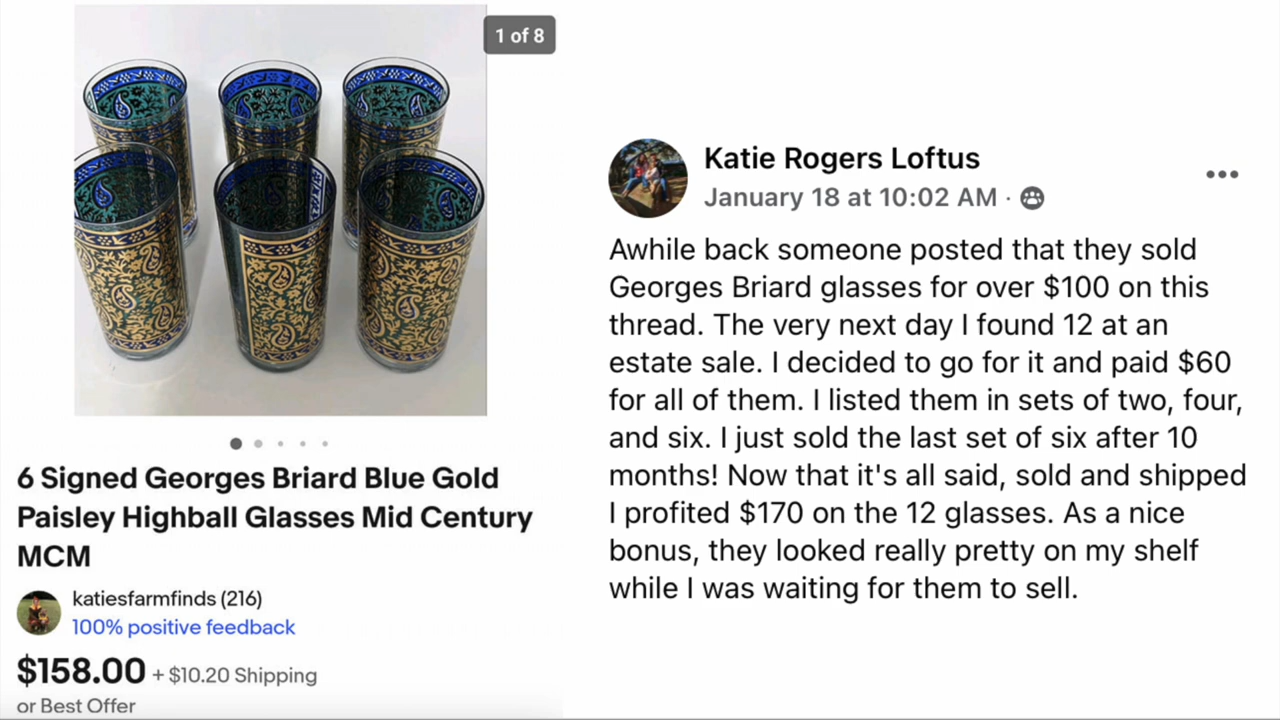 1 of 8
6 Signed Georges Briard Blue Gold
Paisley Highball Glasses Mid Century
MCM
katiesfarmfinds (216)
100% positive feedback
$158.00 + $10.20 Shipping
or Best Offer
Katie Rogers Loftus
January 18 at 10:02 AM ·
Awhile back someone posted that they sold
Georges Briard glasses for over $100 on this
thread. The very next day I found 12 at an
estate sale. I decided to go for it and paid $60
for all of them. I listed them in sets of two, four,
and six. I just sold the last set of six after 10
months! Now that it's all said, sold and shipped
I profited $170 on the 12 glasses. As a nice
bonus, they looked really pretty on my shelf
while I was waiting for them to sell.